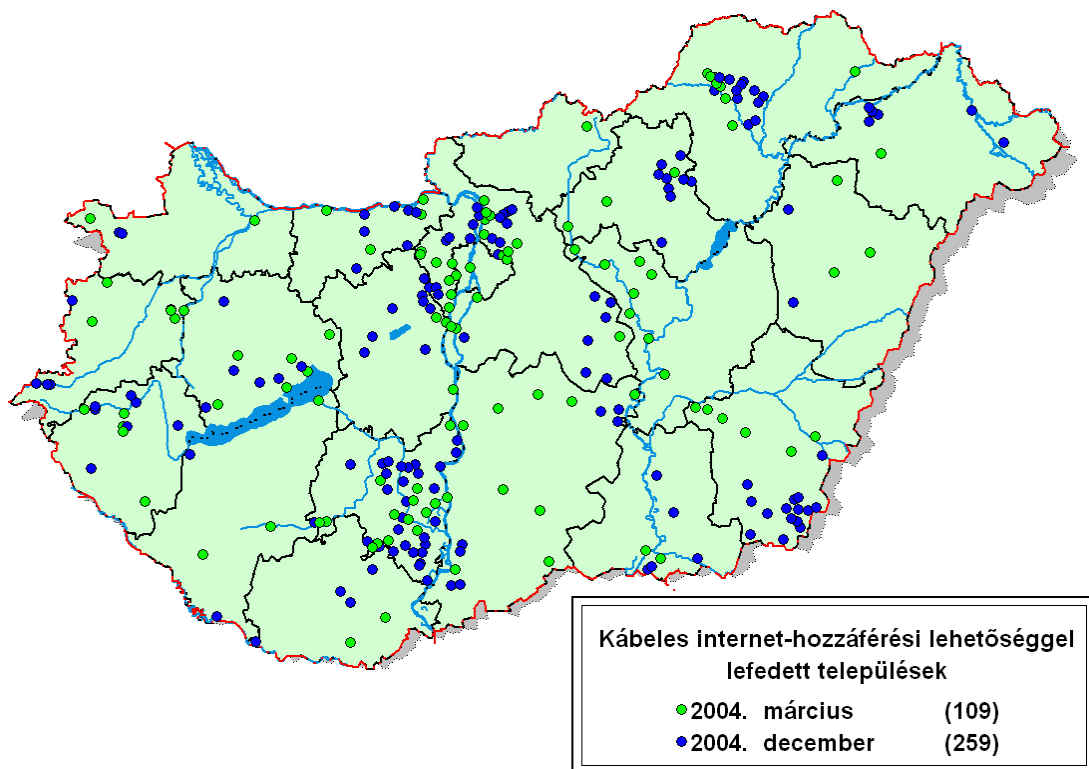 Kábeles internet-hozzáférési lehetőséggel
lefedett települések
2004. március (109)
2004. december (259)